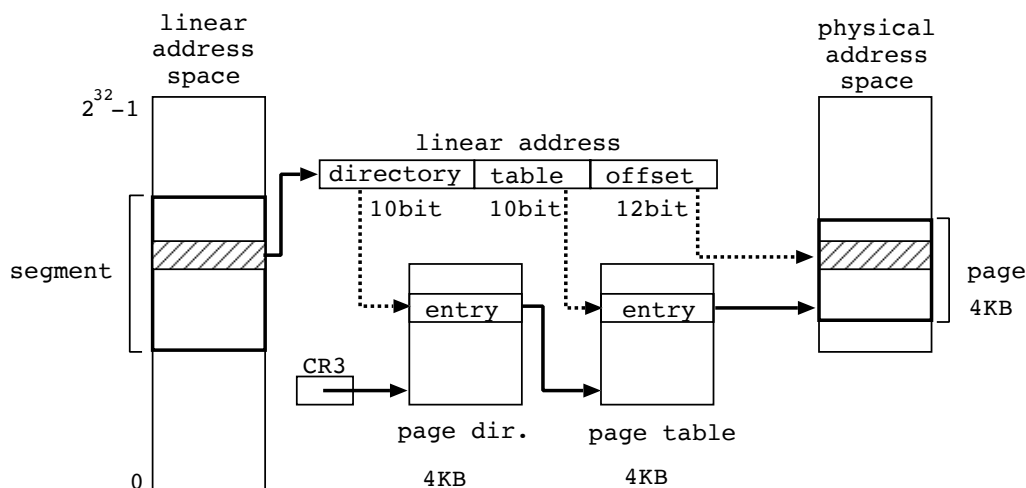 linear
address
space
physical
address
space
2^32-1
linear address
directory table offset
10bit 10bit 12bit
segment
page
4KB
entry entry
CR3
page dir. page table
4KB 4KB
0